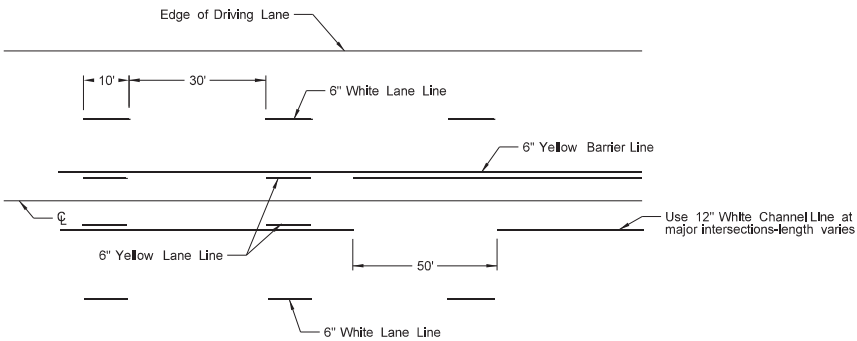 Edge of Driving Lane
10'
30'
6" White Lane Line
6" Yellow Barrier Line
℄
Use 12" White Channel Line at
major intersections-length varies
6" Yellow Lane Line
50'
6" White Lane Line